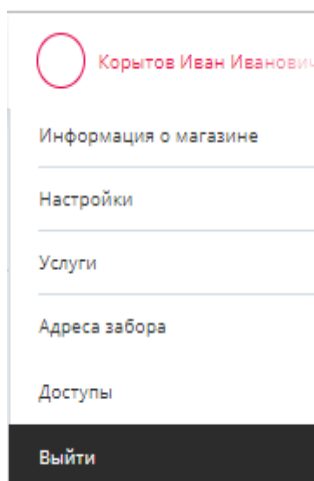 Корытов Иван Иванович
Информация о магазине
Настройки
Услуги
Адреса забора
Доступы
Выйти